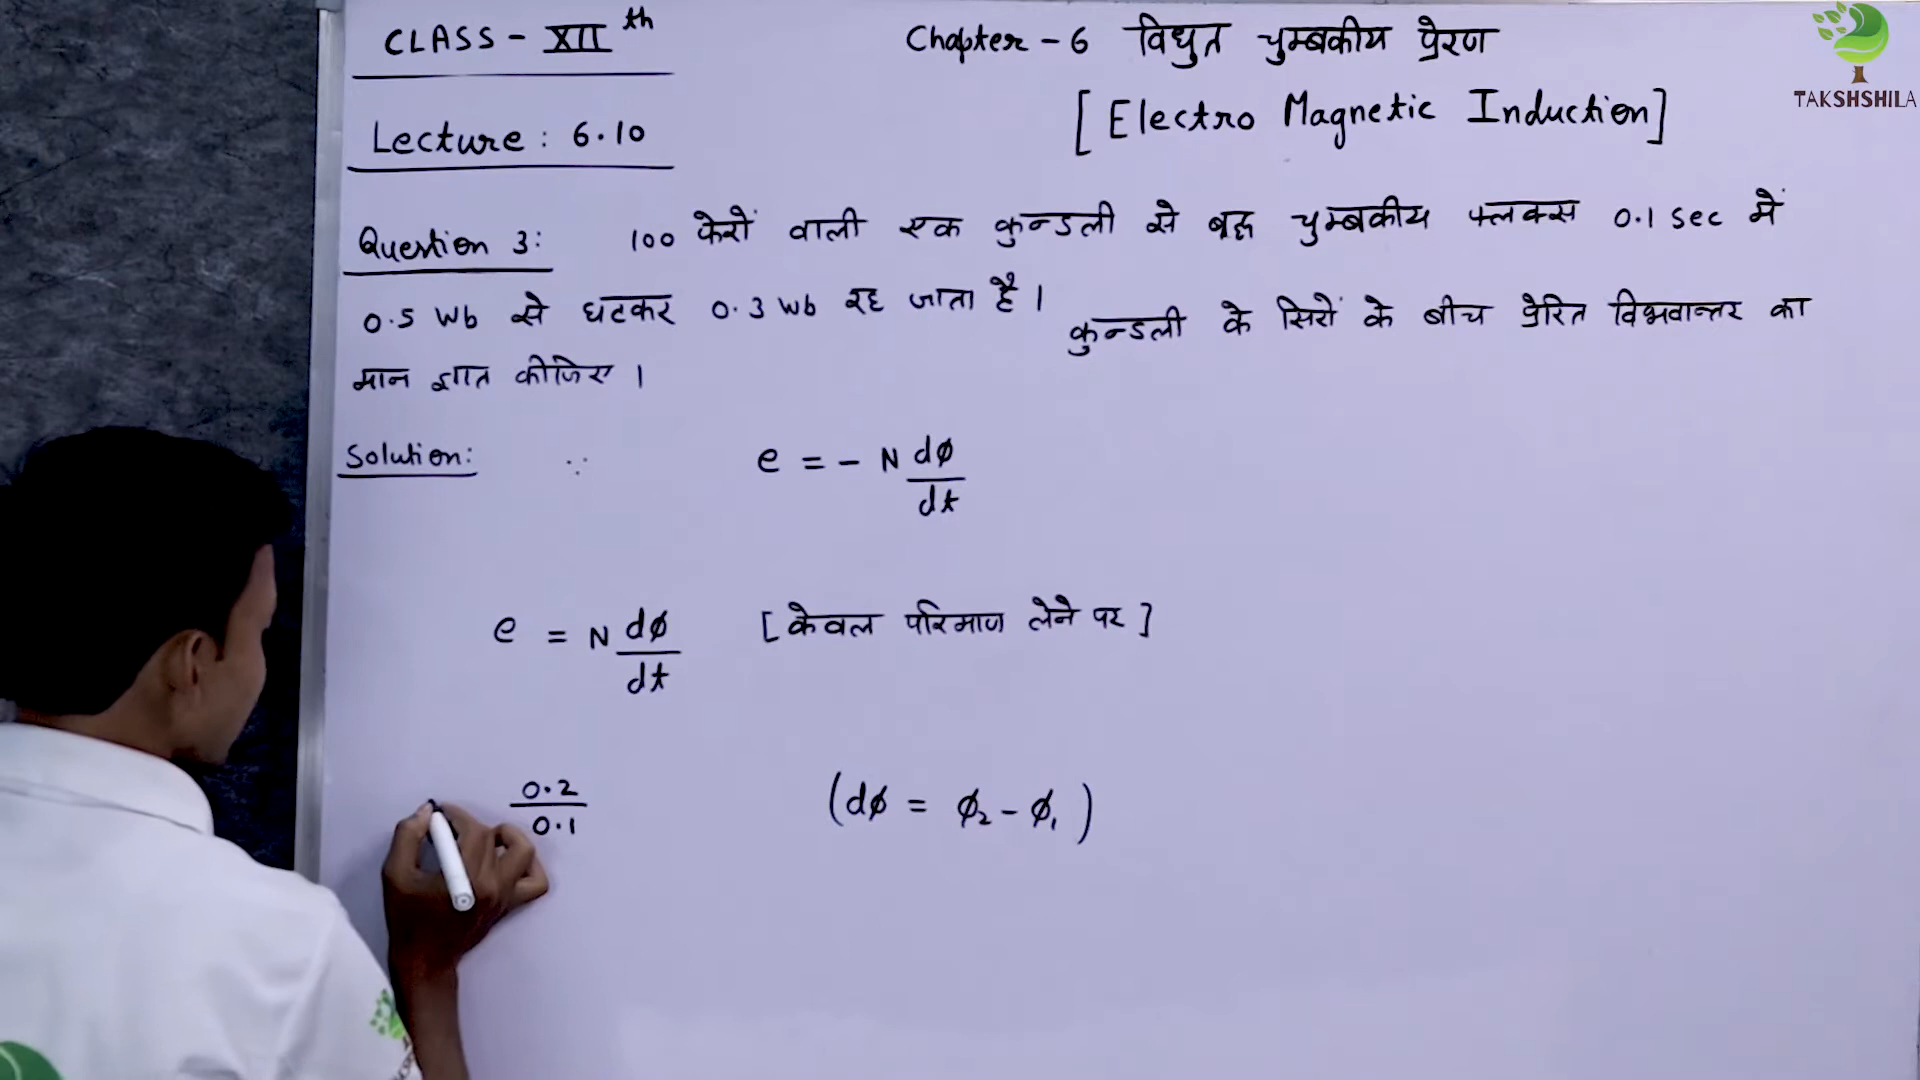 CLASS - XII th
Chapter - 6 विधुत चुम्बकीय प्रेरण
[Electro Magnetic Induction]
TAKSHSHILA
Lecture : 6.10
Question 3: 100 फेरों वाली एक कुन्डली से बद्ध चुम्बकीय फ्लक्स 0.1 sec में
0.5 Wb से घटकर 0.3 Wb रह जाता है । कुन्डली के सिरों के बीच प्रेरित विभवान्तर का
मान ज्ञात कीजिए ।
Solution: ∵ e = - N dφ/dt
e = N dφ/dt [केवल परिमाण लेने पर]
0.2/0.1 (dφ = φ₂ - φ₁)